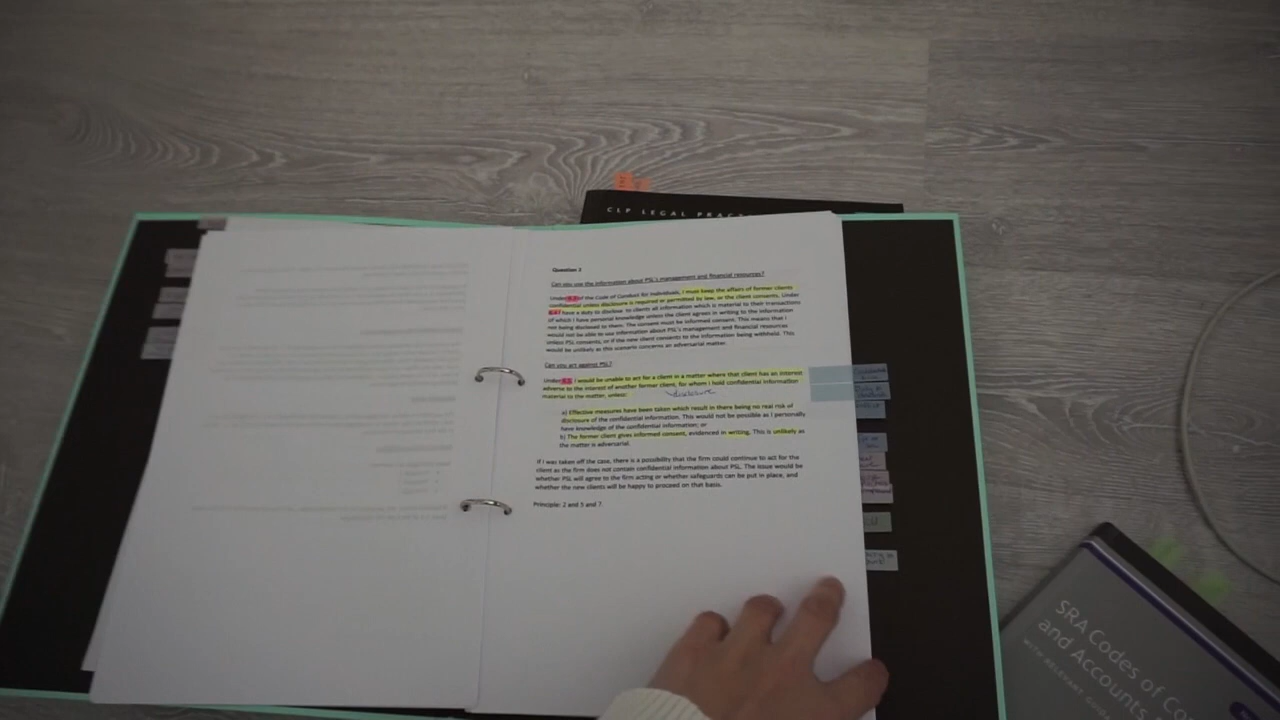 CLP LEGAL PRACT
Question 1
Can you use the information about PSL's management and financial resources?
Under 6.3 of the Code of Conduct for Individuals, I must keep the affairs of former clients
confidential unless disclosure is required or permitted by law, or the client consents. Under
6.4 I have a duty to disclose to clients all information which is material to their transactions
of which I have personal knowledge unless the client agrees in writing to the information
not being disclosed to them. The consent must be informed consent. This means that I
would not be able to use information about PSL's management and financial resources
unless PSL consents, or if the new client consents to the information being withheld. This
would be unlikely as this scenario concerns an adversarial matter.
Can you act against PSL?
Under 6.5 I would be unable to act for a client in a matter where that client has an interest
adverse to the interest of another former client, for whom I hold confidential information
material to the matter, unless:
disclosure
a) Effective measures have been taken which result in there being no real risk of
disclosure of the confidential information. This would not be possible as I personally
have knowledge of the confidential information; or
b) The former client gives informed consent, evidenced in writing. This is unlikely as
the matter is adversarial.
If I was taken off the case, there is a possibility that the firm could continue to act for the
client as the firm does not contain confidential information about PSL. The issue would be
whether PSL will agree to the firm acting or whether safeguards can be put in place, and
whether the new clients will be happy to proceed on that basis.
Principle: 2 and 5 and 7.
SRA Codes of Co
and Accounts
WITH RELEVANT GUID